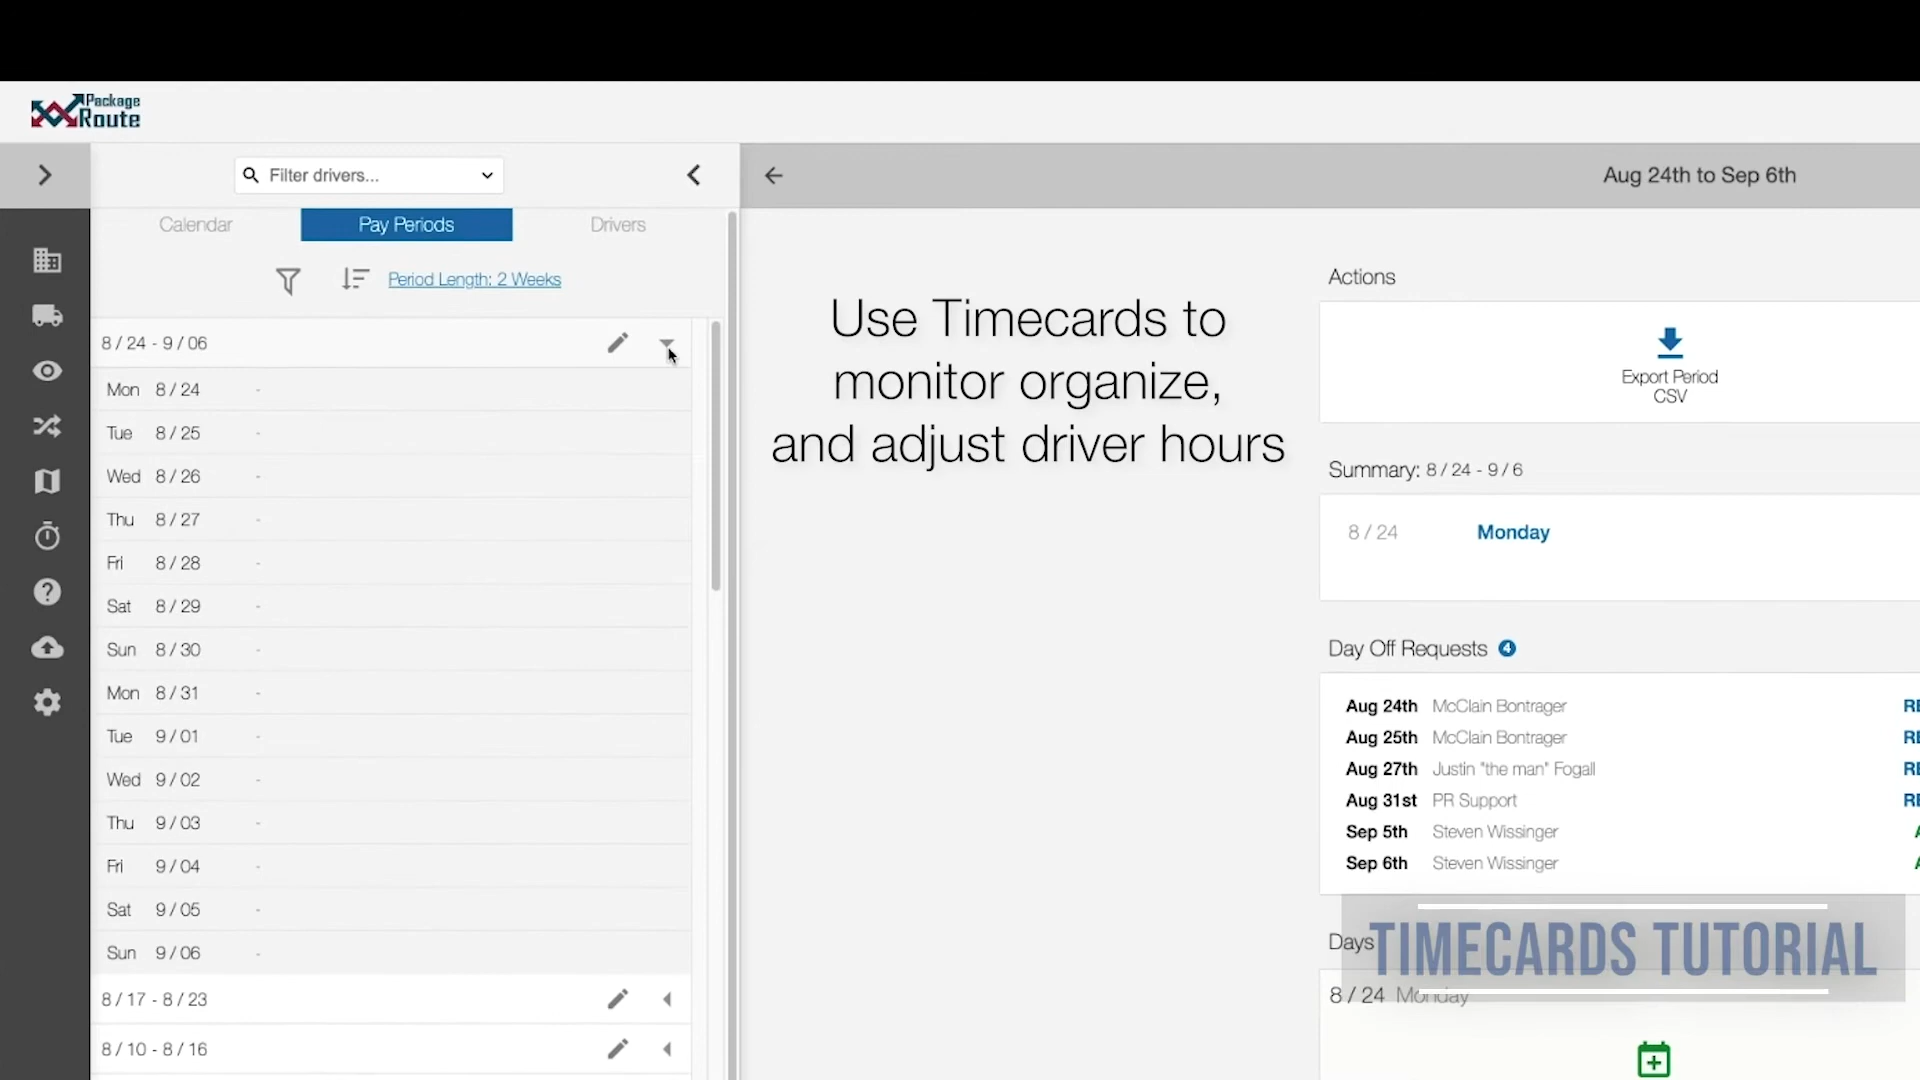 Package
Route
Filter drivers...
Aug 24th to Sep 6th
Calendar
Pay Periods
Drivers
Period Length: 2 Weeks
8 / 24 - 9 / 06
Mon 8 / 24 -
Tue 8 / 25 -
Wed 8 / 26 -
Thu 8 / 27 -
Fri 8 / 28 -
Sat 8 / 29 -
Sun 8 / 30 -
Mon 8 / 31 -
Tue 9 / 01 -
Wed 9 / 02 -
Thu 9 / 03 -
Fri 9 / 04 -
Sat 9 / 05 -
Sun 9 / 06 -
8 / 17 - 8 / 23
8 / 10 - 8 / 16
Use Timecards to
monitor organize,
and adjust driver hours
Actions
Export Period
CSV
Summary: 8 / 24 - 9 / 6
8 / 24 Monday
Day Off Requests 4
Aug 24th McClain Bontrager
Aug 25th McClain Bontrager
Aug 27th Justin "the man" Fogall
Aug 31st PR Support
Sep 5th Steven Wissinger
Sep 6th Steven Wissinger
Days
TIMECARDS TUTORIAL
8 / 24 Monday